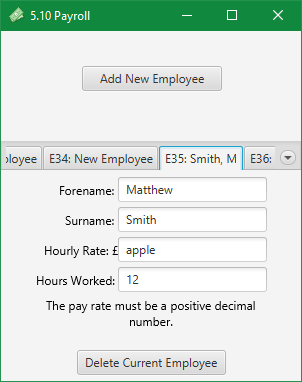 5.10 Payroll
Add New Employee
E34: New Employee
E35: Smith, M
E36:
Forename: Matthew
Surname: Smith
Hourly Rate: £ apple
Hours Worked: 12
The pay rate must be a positive decimal
number.
Delete Current Employee